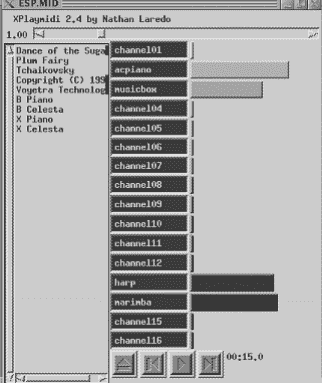 ESP.MID
XPlaymidi 2.4 by Nathan Laredo
1.00
Dance of the Suga
Plum Fairy
Tchaikovsky
Copyright (C) 199
Voyetra Technolog
B Piano
B Celesta
X Piano
X Celesta
channel01
acpiano
musicbox
channel04
channel05
channel06
channel07
channel08
channel09
channel10
channel11
channel12
harp
marimba
channel15
channel16
00:15.0